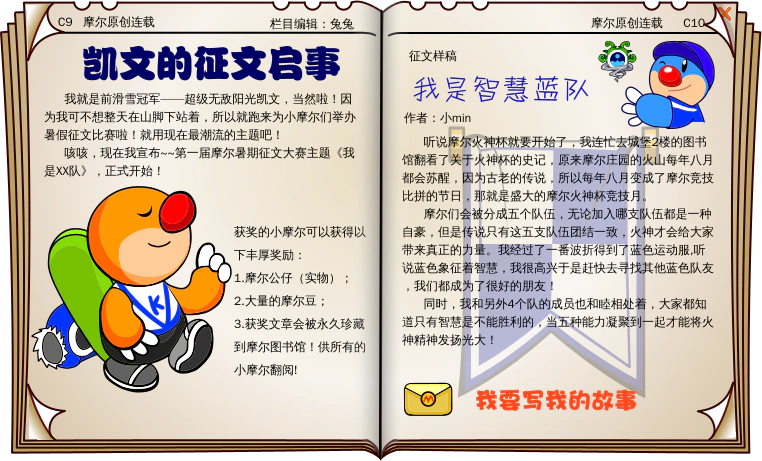 C9 摩尔原创连载
栏目编辑：兔兔
凯文的征文启事
我就是前滑雪冠军——超级无敌阳光凯文，当然啦！因
为我可不想整天在山脚下站着，所以就跑来为小摩尔们举办
暑假征文比赛啦！就用现在最潮流的主题吧！
咳咳，现在我宣布~~第一届摩尔暑期征文大赛主题《我
是XX队》，正式开始！
获奖的小摩尔可以获得以
下丰厚奖励：
1.摩尔公仔（实物）；
2.大量的摩尔豆；
3.获奖文章会被永久珍藏
到摩尔图书馆！供所有的
小摩尔翻阅!
K
摩尔原创连载 C10
征文样稿
我是智慧蓝队
作者：小min
听说摩尔火神杯就要开始了，我连忙去城堡2楼的图书
馆翻看了关于火神杯的史记，原来摩尔庄园的火山每年八月
都会苏醒，因为古老的传说，所以每年八月变成了摩尔竞技
比拼的节日，那就是盛大的摩尔火神杯竞技月。
摩尔们会被分成五个队伍，无论加入哪支队伍都是一种
自豪，但是传说只有这五支队伍团结一致，火神才会给大家
带来真正的力量。我经过了一番波折得到了蓝色运动服,听
说蓝色象征着智慧，我很高兴于是赶快去寻找其他蓝色队友
，我们都成为了很好的朋友！
同时，我和另外4个队的成员也和睦相处着，大家都知
道只有智慧是不能胜利的，当五种能力凝聚到一起才能将火
神精神发扬光大！
我要写我的故事